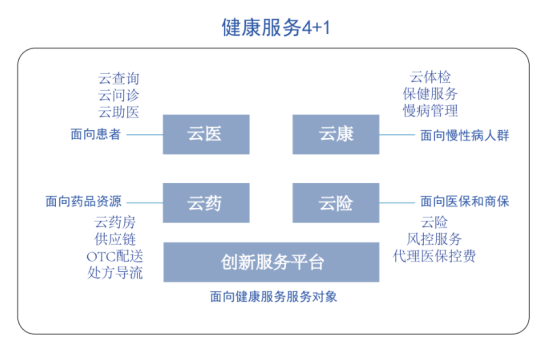 健康服务4+1
云查询
云问诊
云助医
面向患者
云医
云康
云体检
保健服务
慢病管理
面向慢性病人群
面向药品资源
云药
云险
面向医保和商保
云药房
供应链
OTC配送
处方导流
云险
风控服务
代理医保控费
创新服务平台
面向健康服务服务对象